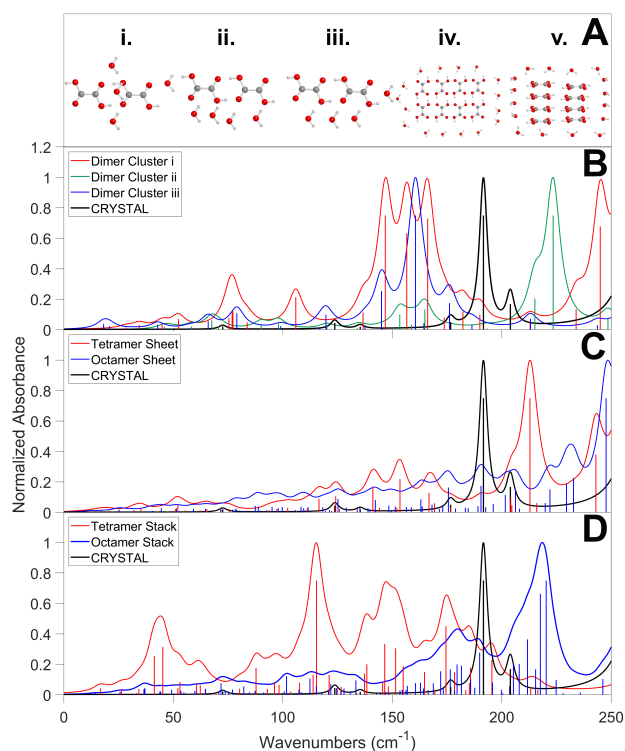 i. ii. iii. iv. v. A
B
1.2
1
0.8
0.6
0.4
0.2
0
Dimer Cluster i
Dimer Cluster ii
Dimer Cluster iii
CRYSTAL
C
1
0.8
0.6
0.4
0.2
0
Tetramer Sheet
Octamer Sheet
CRYSTAL
D
1
0.8
0.6
0.4
0.2
0
Tetramer Stack
Octamer Stack
CRYSTAL
Normalized Absorbance
0 50 100 150 200 250
Wavenumbers (cm⁻¹)